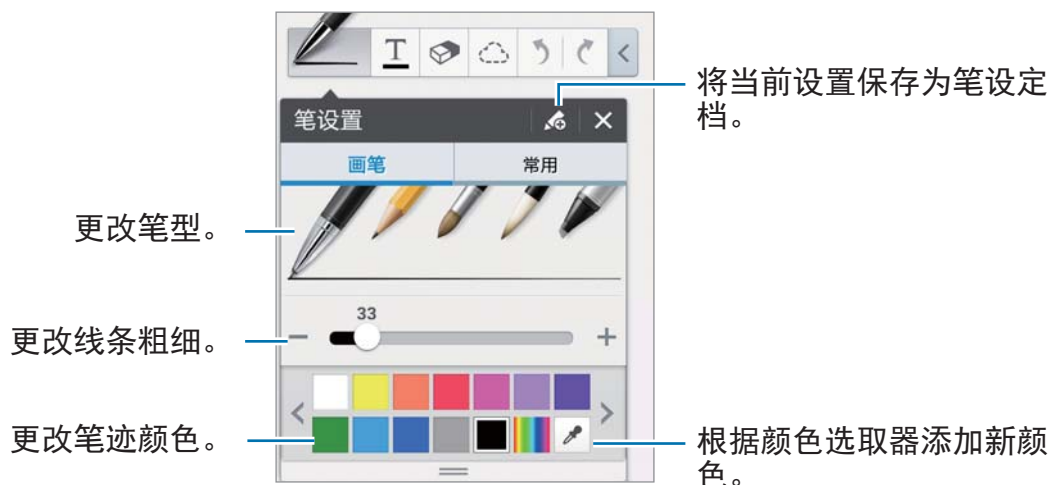 T
将当前设置保存为笔设定
档。
笔设置
画笔
常用
更改笔型。
33
更改线条粗细。
更改笔迹颜色。
根据颜色选取器添加新颜
色。